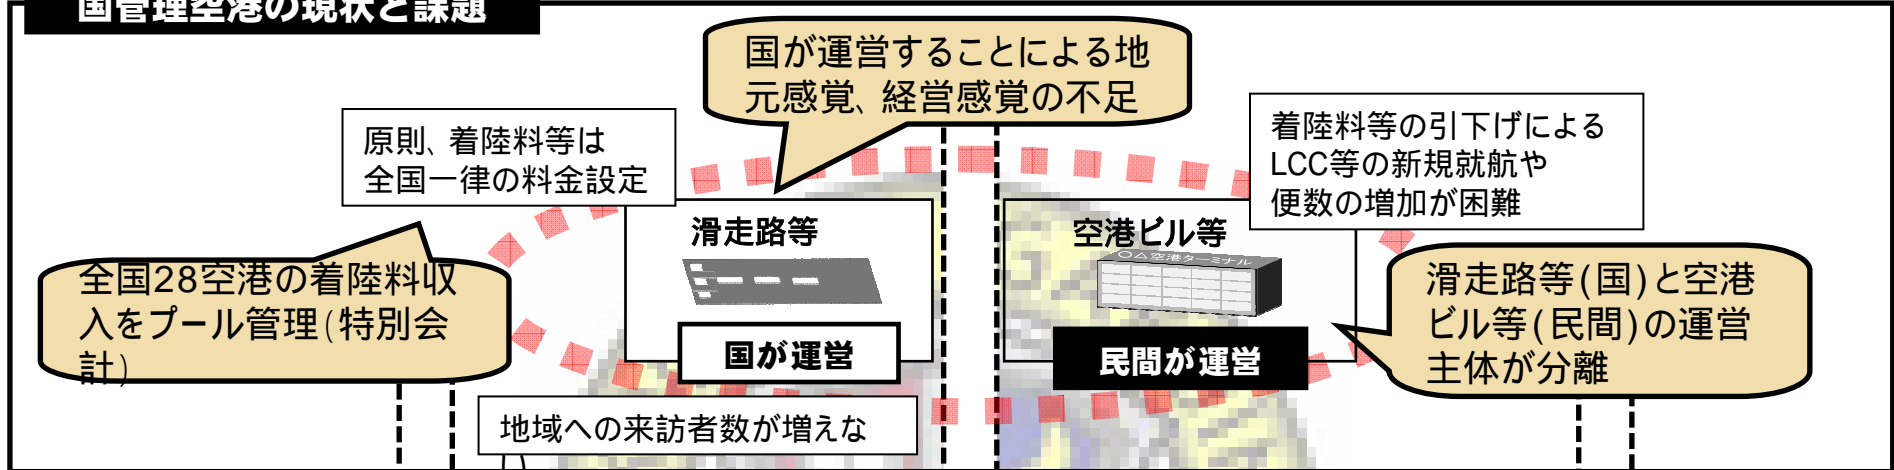 国管理空港の現状と課題
国が運営することによる地
元感覚、経営感覚の不足
原則、着陸料等は
全国一律の料金設定
着陸料等の引下げによる
LCC等の新規就航や
便数の増加が困難
滑走路等
空港ビル等
○△空港ターミナル
全国28空港の着陸料収
入をプール管理(特別会
計)
滑走路等(国)と空港
ビル等(民間)の運営
主体が分離
国が運営
民間が運営
地域への来訪者数が増えな